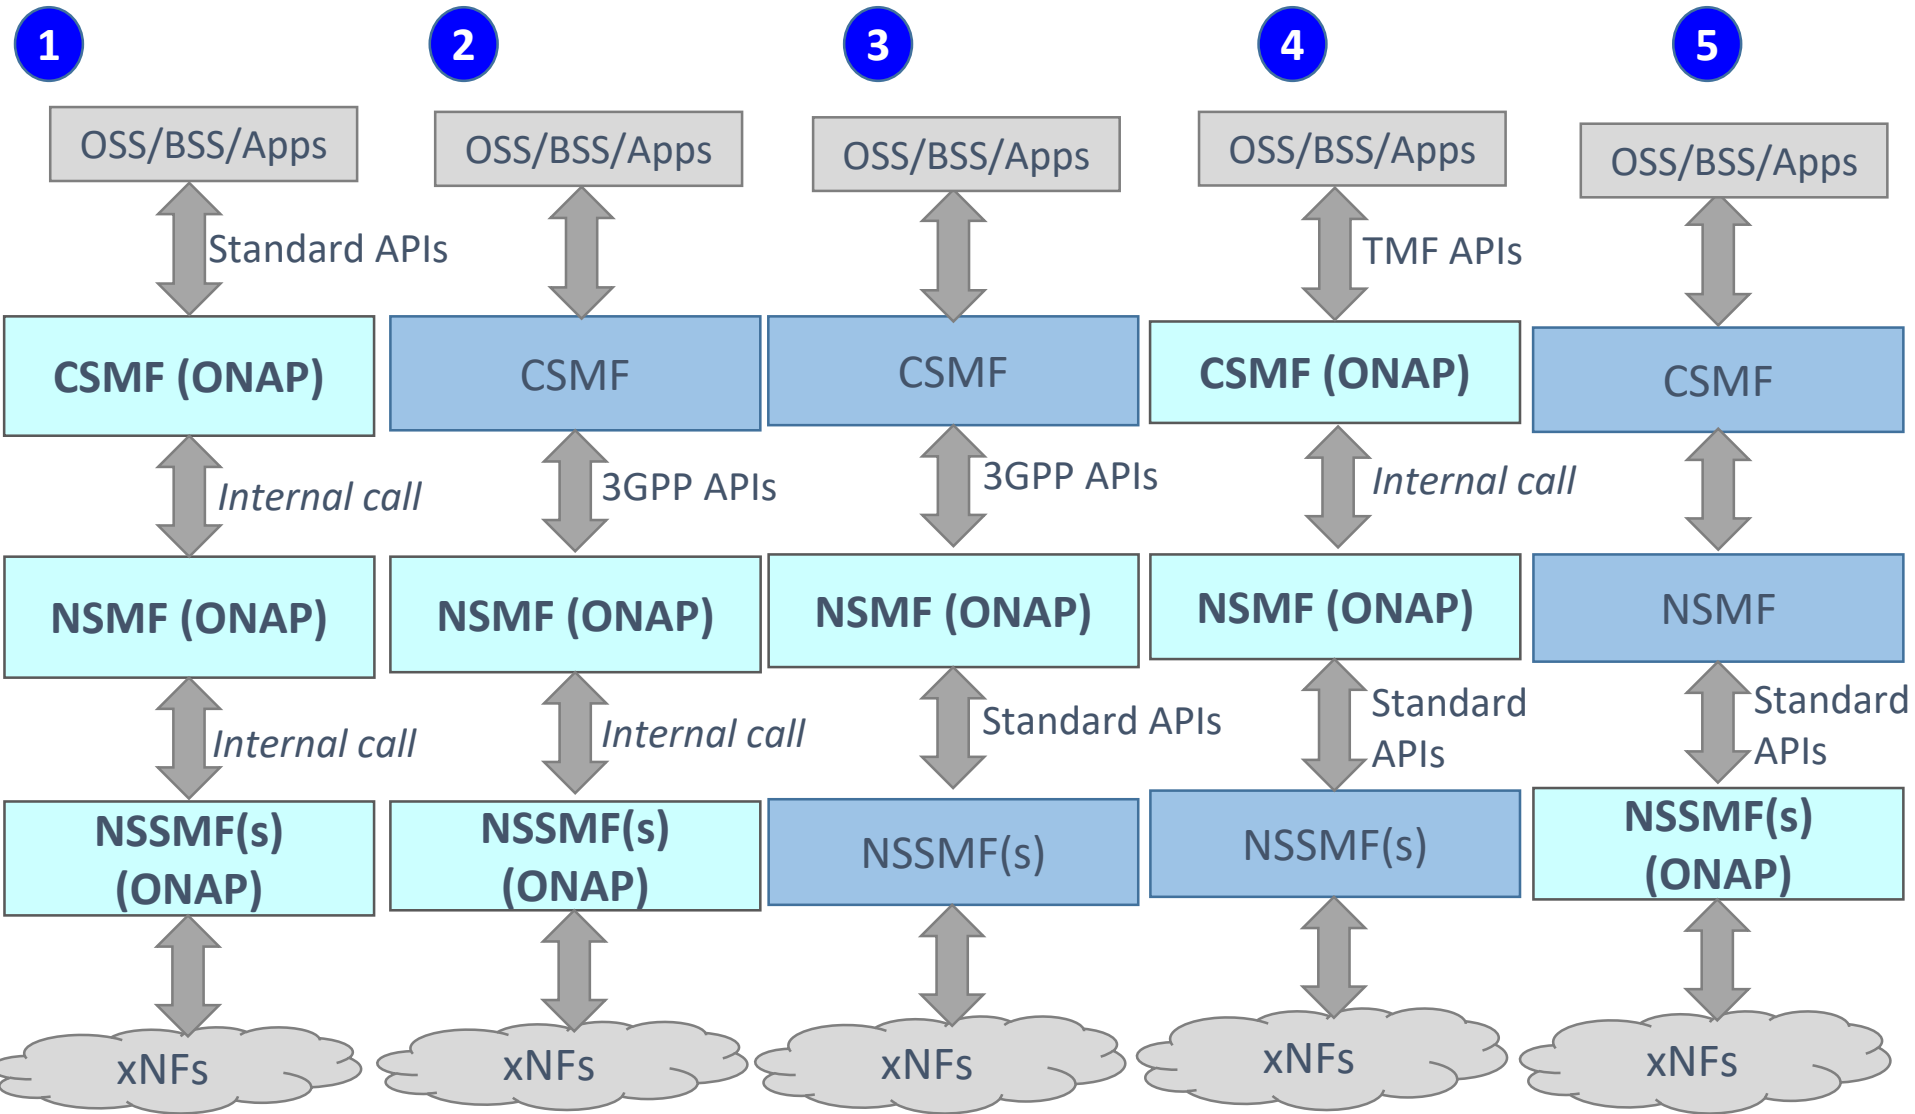 1
OSS/BSS/Apps
Standard APIs
CSMF (ONAP)
Internal call
NSMF (ONAP)
Internal call
NSSMF(s)
(ONAP)
xNFs
2
OSS/BSS/Apps
CSMF
3GPP APIs
NSMF (ONAP)
Internal call
NSSMF(s)
(ONAP)
xNFs
3
OSS/BSS/Apps
CSMF
3GPP APIs
NSMF (ONAP)
Standard APIs
NSSMF(s)
xNFs
4
OSS/BSS/Apps
TMF APIs
CSMF (ONAP)
Internal call
NSMF (ONAP)
Standard
APIs
NSSMF(s)
xNFs
5
OSS/BSS/Apps
CSMF
NSMF
Standard
APIs
NSSMF(s)
(ONAP)
xNFs